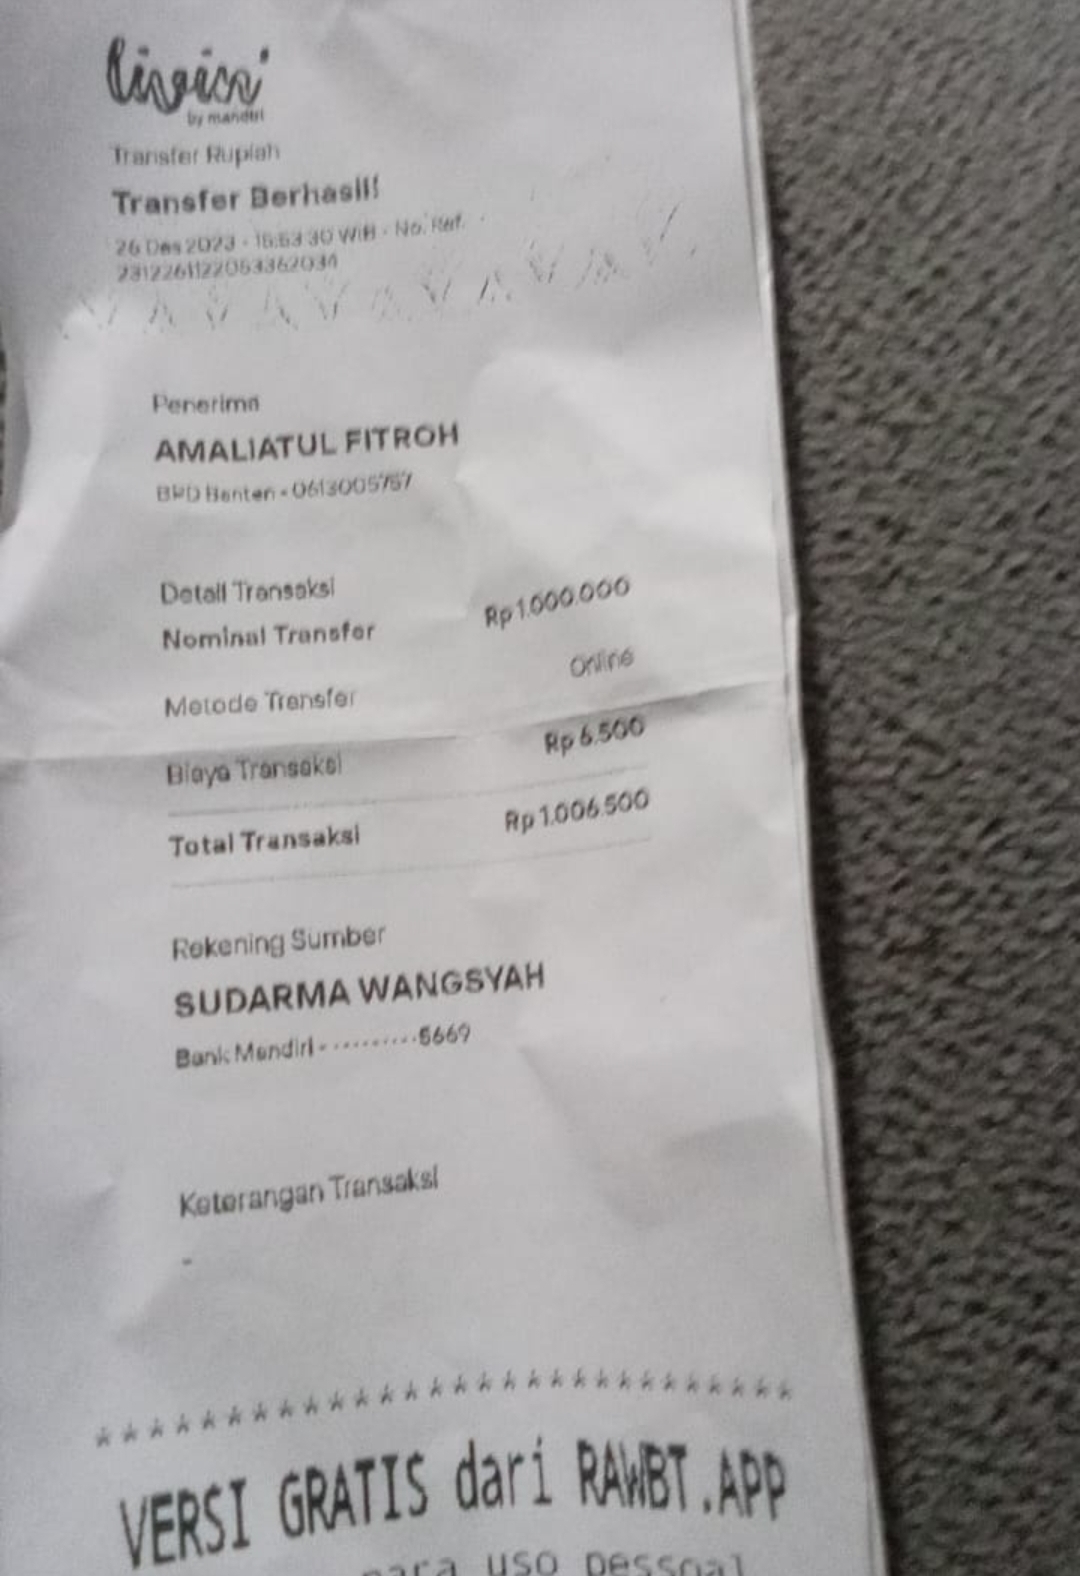 livin'
by mandiri
Transfer Rupiah
Transfer Berhasil!
26 Des 2023 - 15:53:30 WIB - No. Ref.
Penerima
AMALIATUL FITROH
BPD Banten - 0613005757
Detail Transaksi
Nominal Transfer Rp 1.000.000
Metode Transfer Online
Biaya Transaksi Rp 6.500
Total Transaksi Rp 1.006.500
Rekening Sumber
SUDARMA WANGSYAH
Bank Mandiri - ··········5669
Keterangan Transaksi
-
*****************************
VERSI GRATIS dari RAWBT.APP
para uso pessoal